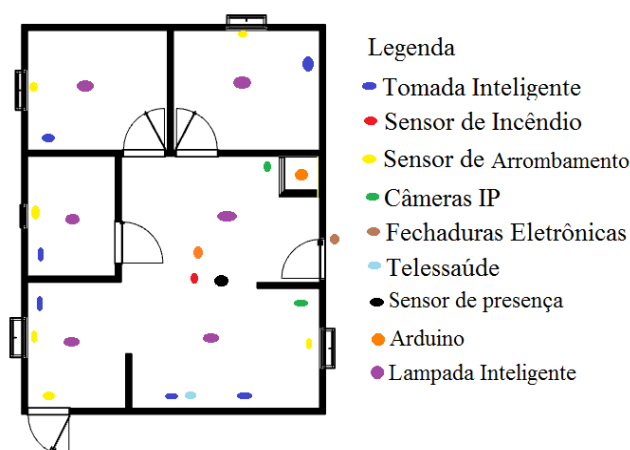 Legenda
Tomada Inteligente
Sensor de Incêndio
Sensor de Arrombamento
Câmeras IP
Fechaduras Eletrônicas
Telessaúde
Sensor de presença
Arduino
Lampada Inteligente